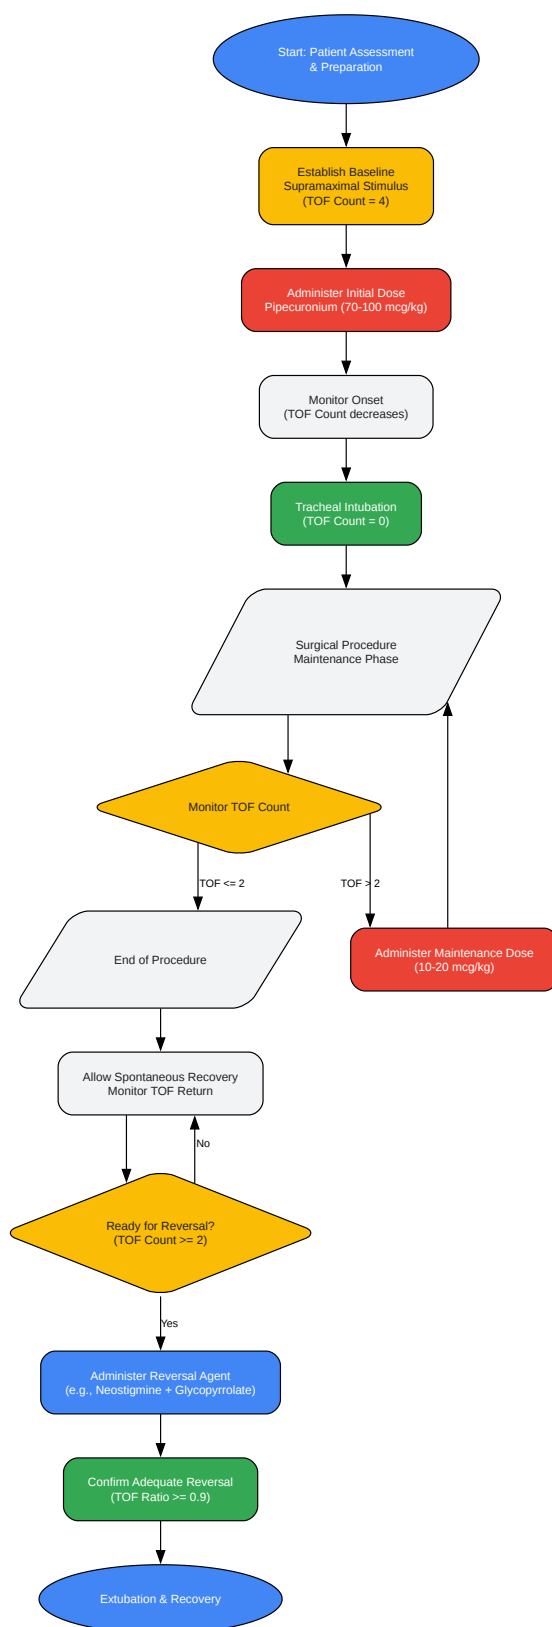 Start: Patient Assessment
& Preparation
Establish Baseline
Supramaximal Stimulus
(TOF Count = 4)
Administer Initial Dose
Pipecuronium (70-100 mcg/kg)
Monitor Onset
(TOF Count decreases)
Tracheal Intubation
(TOF Count = 0)
Surgical Procedure
Maintenance Phase
Monitor TOF Count
TOF <= 2
TOF > 2
End of Procedure
Administer Maintenance Dose
(10-20 mcg/kg)
Allow Spontaneous Recovery
Monitor TOF Return
No
Ready for Reversal?
(TOF Count >= 2)
Yes
Administer Reversal Agent
(e.g., Neostigmine + Glycopyrrolate)
Confirm Adequate Reversal
(TOF Ratio >= 0.9)
Extubation & Recovery